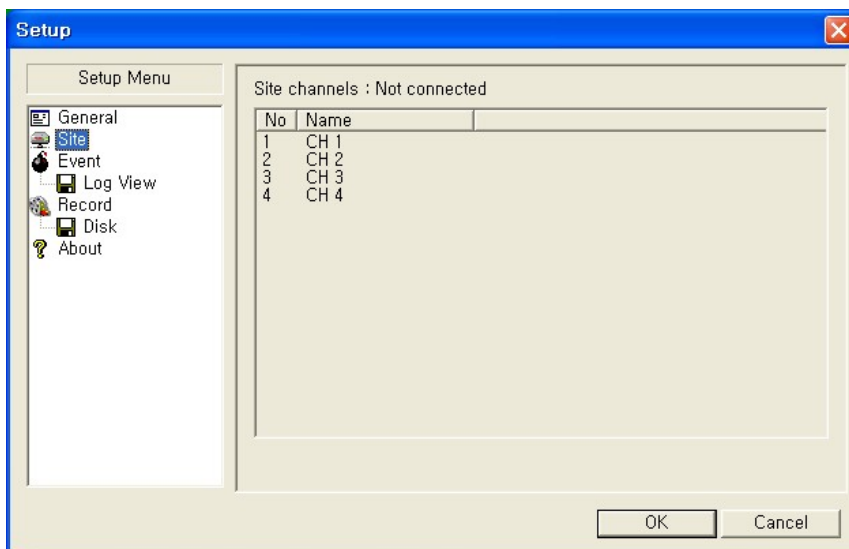 Setup
Setup Menu
General
Site
Event
Log View
Record
Disk
About
Site channels : Not connected
No Name
1 CH 1
2 CH 2
3 CH 3
4 CH 4
OK Cancel